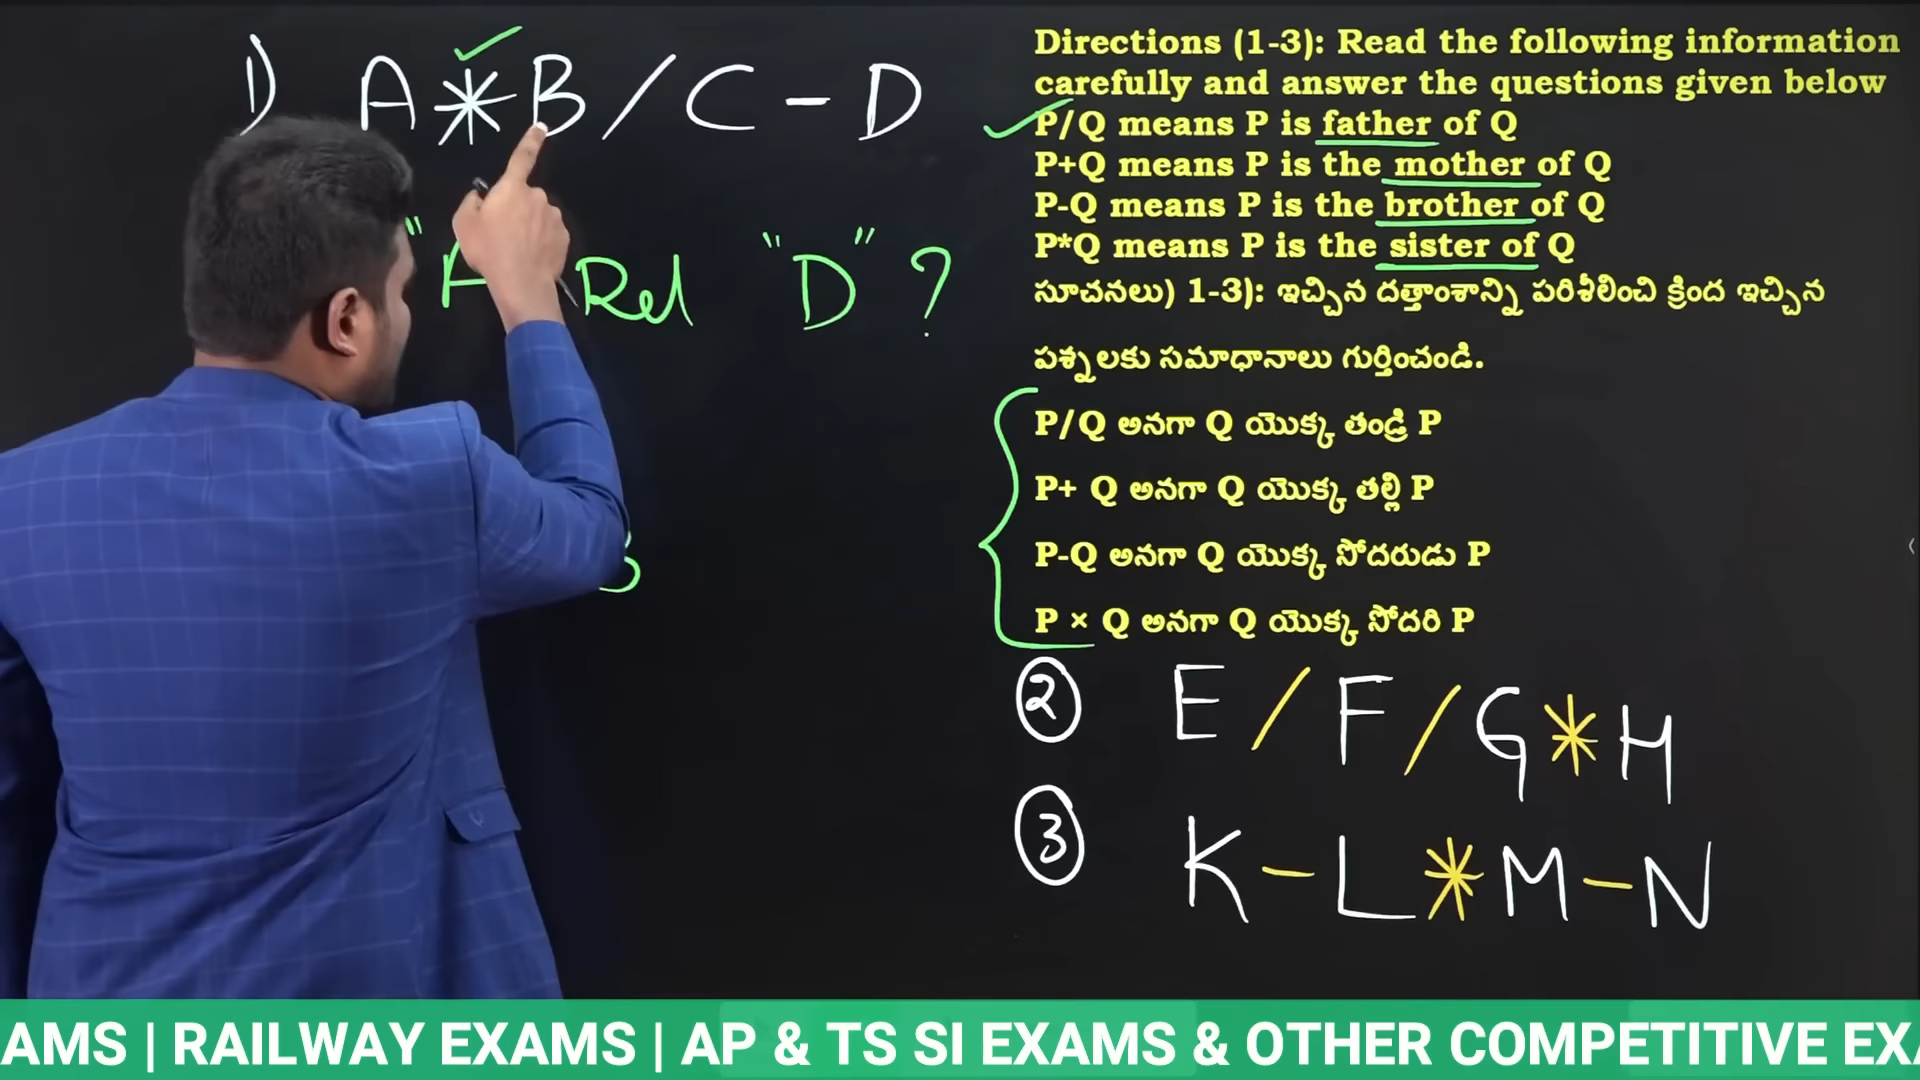 1) A * B / C - D
"A" Rel "D" ?
B
Directions (1-3): Read the following information
carefully and answer the questions given below
P/Q means P is father of Q
P+Q means P is the mother of Q
P-Q means P is the brother of Q
P*Q means P is the sister of Q
సూచనలు) 1-3): ఇచ్చిన దత్తాంశాన్ని పరిశీలించి క్రింద ఇచ్చిన
పశ్నలకు సమాధానాలు గుర్తించండి.
P/Q అనగా Q యొక్క తండ్రి P
P+ Q అనగా Q యొక్క తల్లి P
P-Q అనగా Q యొక్క సోదరుడు P
P × Q అనగా Q యొక్క సోదరి P
② E / F / G * H
③ K - L * M - N
AMS | RAILWAY EXAMS | AP & TS SI EXAMS & OTHER COMPETITIVE EXA